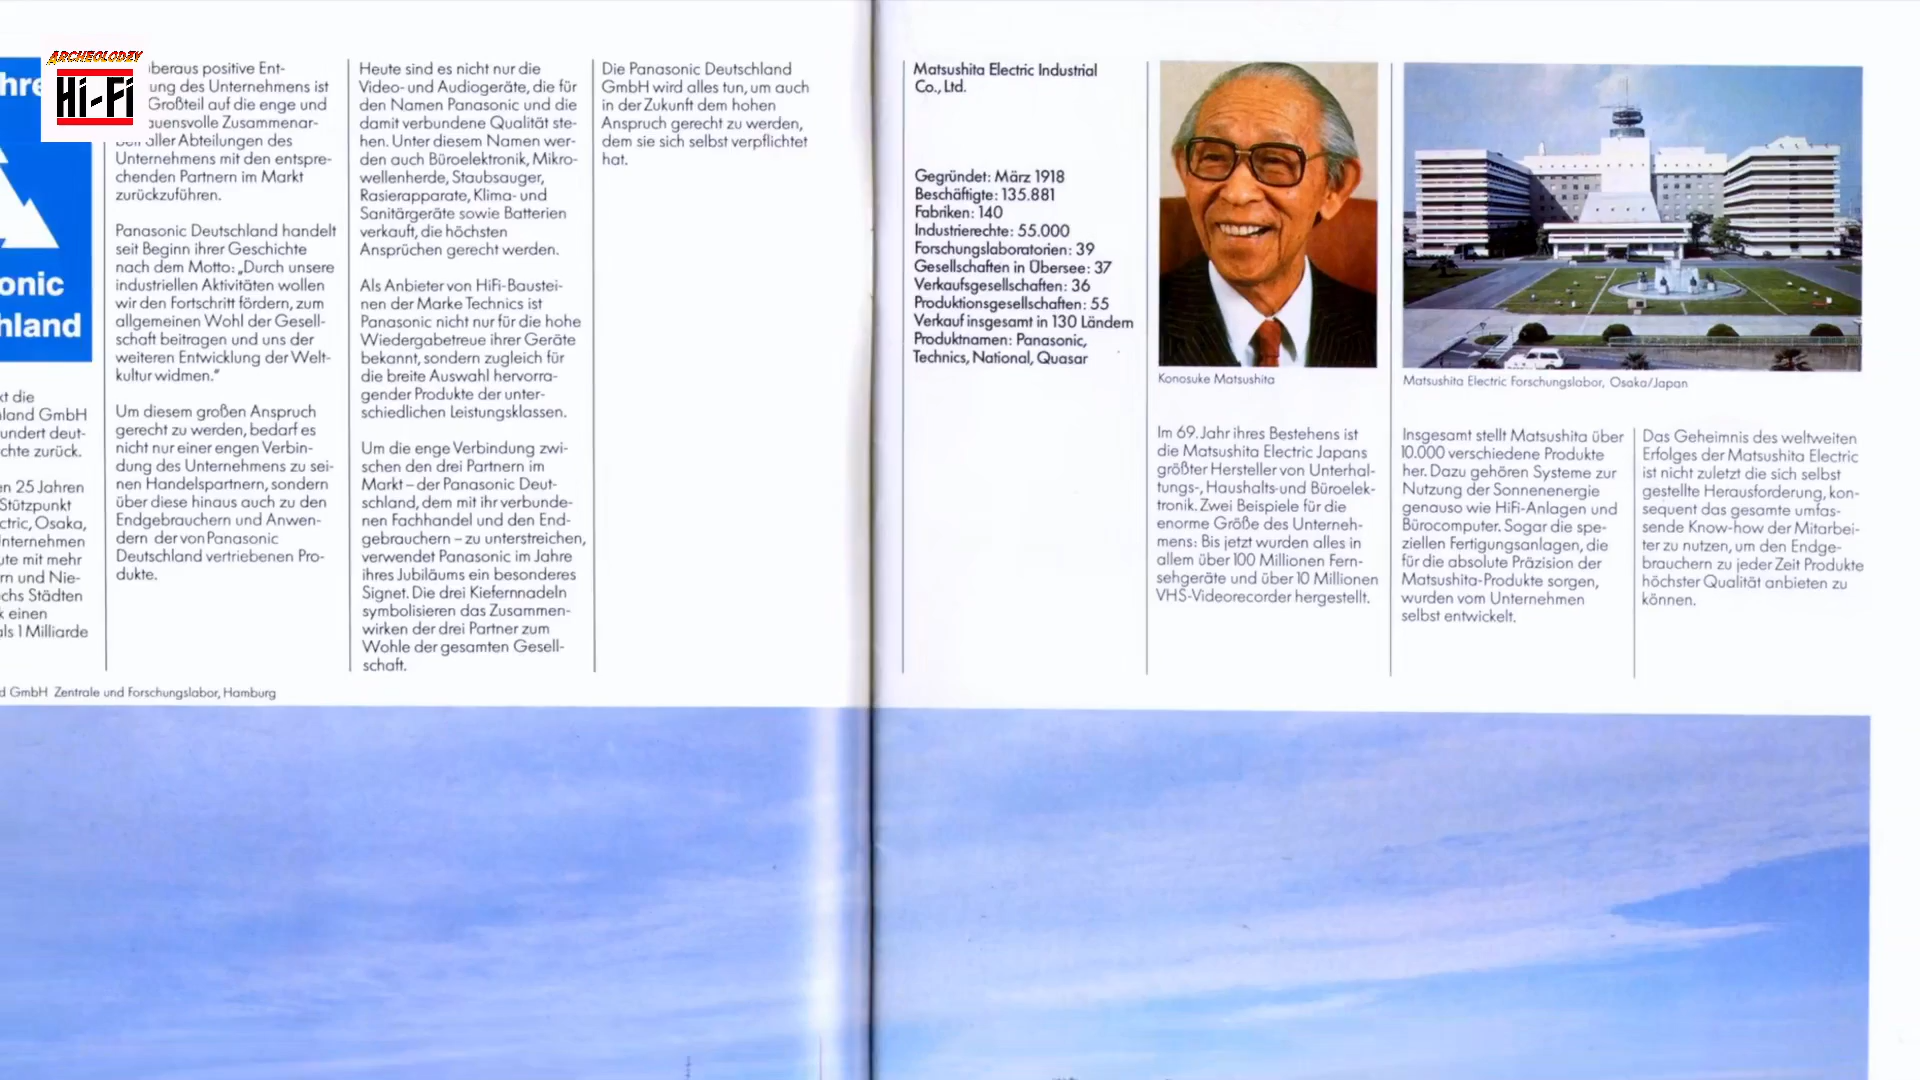 ARCHEOLODZY
Hi-Fi
hre
onic
hland
kt die
land GmbH
undert deut-
chte zurück.
en 25 Jahren
Stützpunkt
ctric, Osaka,
nternehmen
ute mit mehr
rn und Nie-
chs Städten
k einen
als 1 Milliarde
beraus positive Ent-
ung des Unternehmens ist
Großteil auf die enge und
auensvolle Zusammenar-
aller Abteilungen des
Unternehmens mit den entspre-
chenden Partnern im Markt
zurückzuführen.
Panasonic Deutschland handelt
seit Beginn ihrer Geschichte
nach dem Motto: „Durch unsere
industriellen Aktivitäten wollen
wir den Fortschritt fördern, zum
allgemeinen Wohl der Gesell-
schaft beitragen und uns der
weiteren Entwicklung der Welt-
kultur widmen.“
Um diesem großen Anspruch
gerecht zu werden, bedarf es
nicht nur einer engen Verbin-
dung des Unternehmens zu sei-
nen Handelspartnern, sondern
über diese hinaus auch zu den
Endgebrauchern und Anwen-
dern der von Panasonic
Deutschland vertriebenen Pro-
dukte.
Heute sind es nicht nur die
Video- und Audiogeräte, die für
den Namen Panasonic und die
damit verbundene Qualität ste-
hen. Unter diesem Namen wer-
den auch Büroelektronik, Mikro-
wellenherde, Staubsauger,
Rasierapparate, Klima- und
Sanitärgeräte sowie Batterien
verkauft, die höchsten
Ansprüchen gerecht werden.
Als Anbieter von HiFi-Baustei-
nen der Marke Technics ist
Panasonic nicht nur für die hohe
Wiedergabetreue ihrer Geräte
bekannt, sondern zugleich für
die breite Auswahl hervorra-
gender Produkte der unter-
schiedlichen Leistungsklassen.
Um die enge Verbindung zwi-
schen den drei Partnern im
Markt – der Panasonic Deut-
schland, dem mit ihr verbunde-
nen Fachhandel und den End-
gebrauchern – zu unterstreichen,
verwendet Panasonic im Jahre
ihres Jubiläums ein besonderes
Signet. Die drei Kiefernnadeln
symbolisieren das Zusammen-
wirken der drei Partner zum
Wohle der gesamten Gesell-
schaft.
Die Panasonic Deutschland
GmbH wird alles tun, um auch
in der Zukunft dem hohen
Anspruch gerecht zu werden,
dem sie sich selbst verpflichtet
hat.
d GmbH Zentrale und Forschungslabor, Hamburg
Matsushita Electric Industrial
Co., Ltd.
Gegründet: März 1918
Beschäftigte: 135.881
Fabriken: 140
Industrierechte: 55.000
Forschungslaboratorien: 39
Gesellschaften in Übersee: 37
Verkaufsgesellschaften: 36
Produktionsgesellschaften: 55
Verkauf insgesamt in 130 Ländern
Produktnamen: Panasonic,
Technics, National, Quasar
Konosuke Matsushita
Im 69. Jahr ihres Bestehens ist
die Matsushita Electric Japans
größter Hersteller von Unterhal-
tungs-, Haushalts- und Büroelek-
tronik. Zwei Beispiele für die
enorme Größe des Unterneh-
mens: Bis jetzt wurden alles in
allem über 100 Millionen Fern-
sehgeräte und über 10 Millionen
VHS-Videorecorder hergestellt.
Matsushita Electric Forschungslabor, Osaka/Japan
Insgesamt stellt Matsushita über
10.000 verschiedene Produkte
her. Dazu gehören Systeme zur
Nutzung der Sonnenenergie
genauso wie HiFi-Anlagen und
Bürocomputer. Sogar die spe-
ziellen Fertigungsanlagen, die
für die absolute Präzision der
Matsushita-Produkte sorgen,
wurden vom Unternehmen
selbst entwickelt.
Das Geheimnis des weltweiten
Erfolges der Matsushita Electric
ist nicht zuletzt die sich selbst
gestellte Herausforderung, kon-
sequent das gesamte umfas-
sende Know-how der Mitarbei-
ter zu nutzen, um den Endge-
brauchern zu jeder Zeit Produkte
höchster Qualität anbieten zu
können.